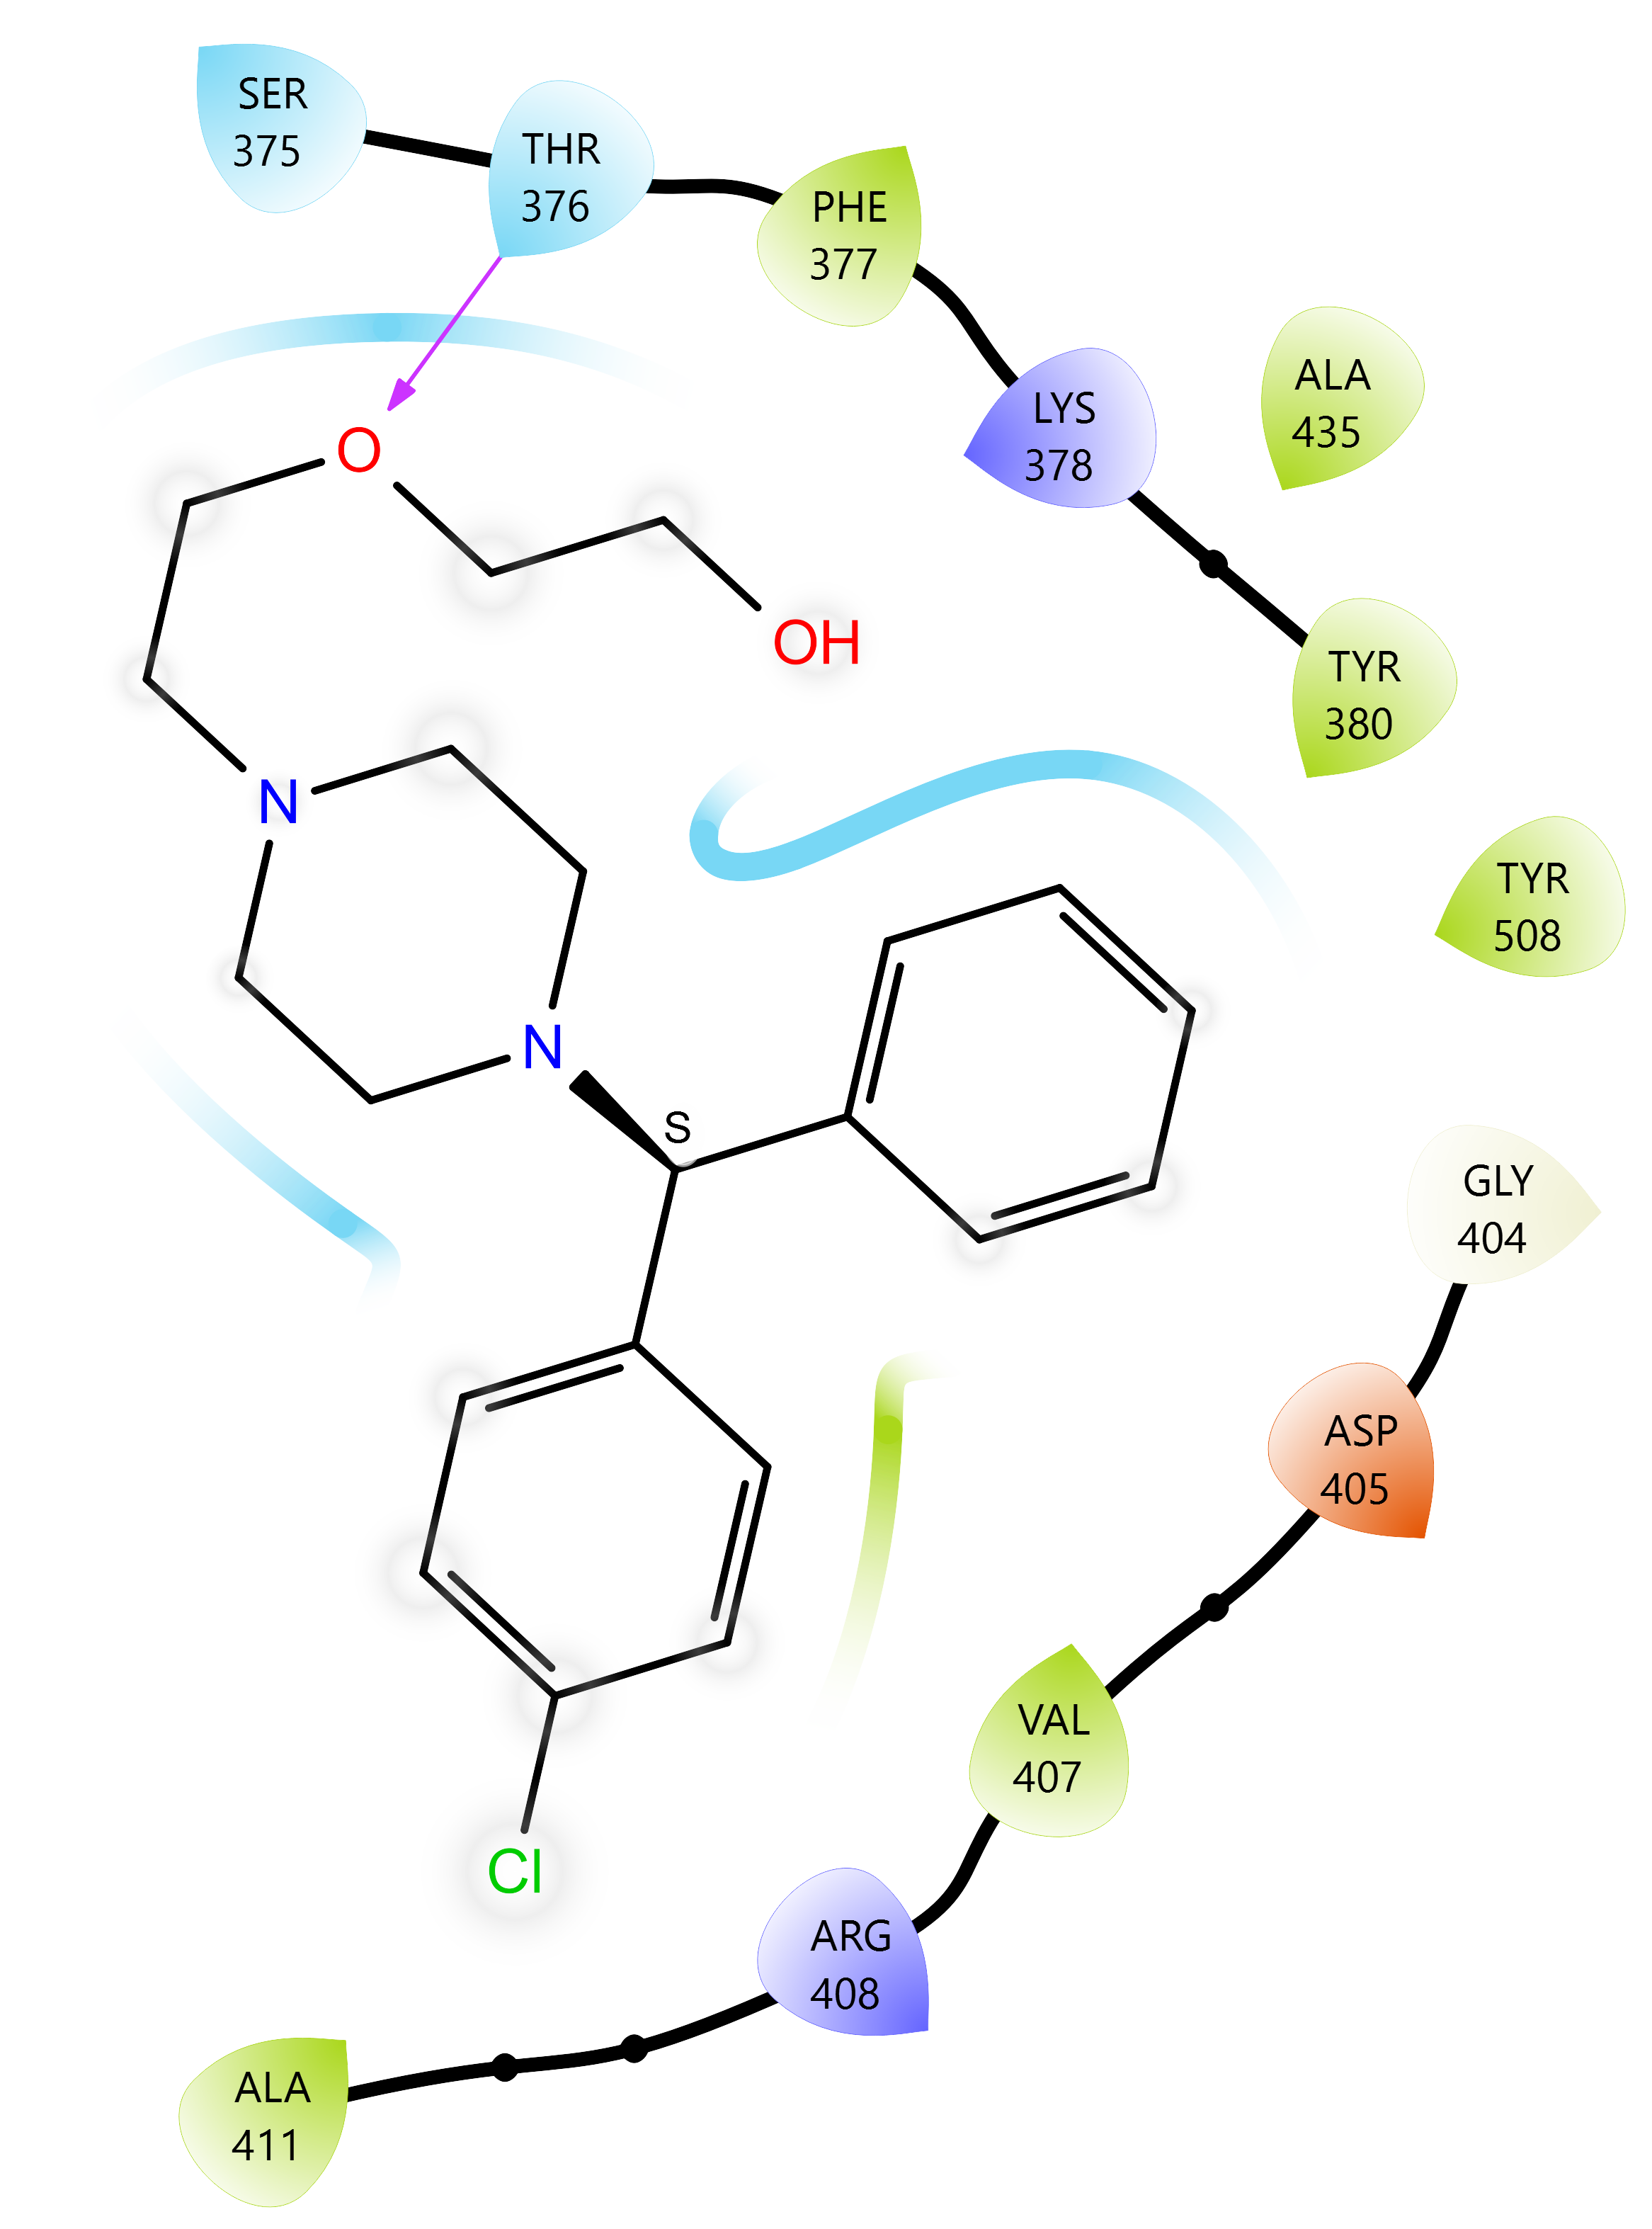 SER
375
THR
376
PHE
377
LYS
378
ALA
435
O
OH
TYR
380
N
TYR
508
N
S
GLY
404
ASP
405
VAL
407
Cl
ARG
408
ALA
411